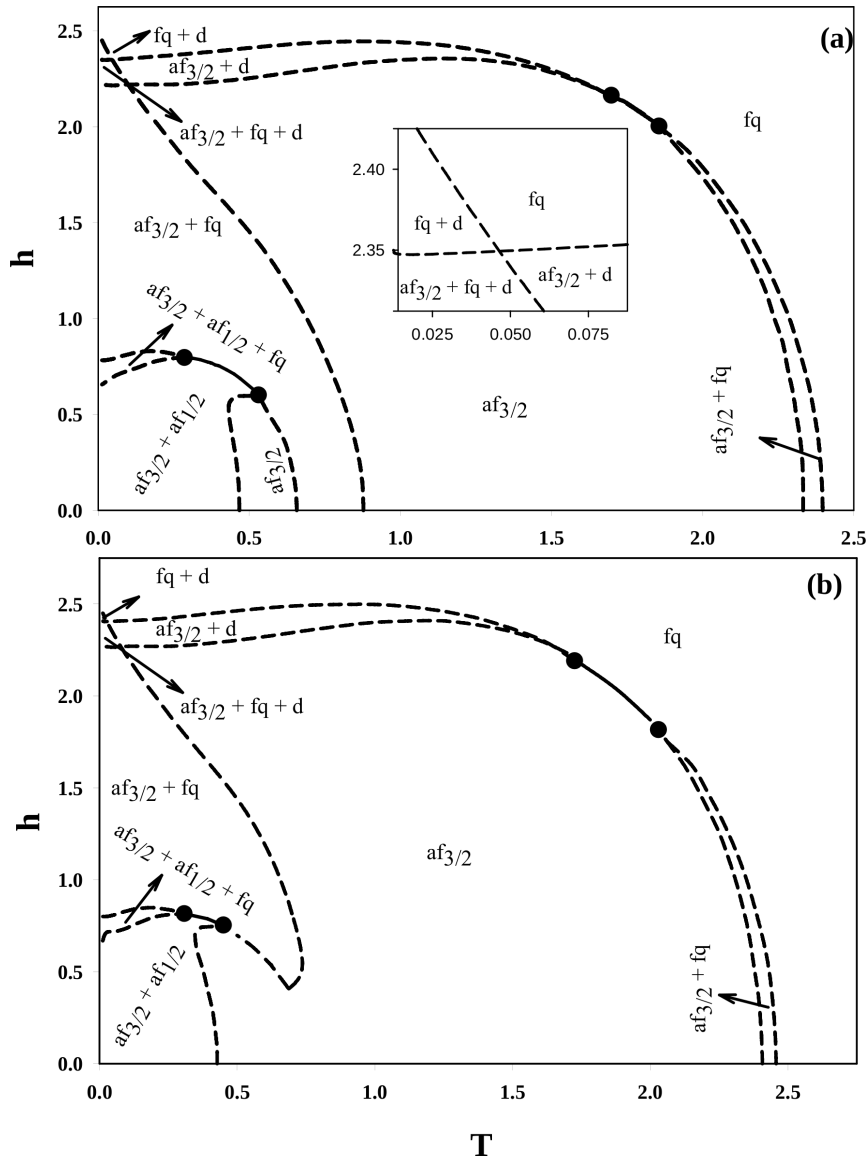 (a)
h
2.5
2.0
1.5
1.0
0.5
0.0
fq + d
af3/2 + d
af3/2 + fq + d
fq
2.40
2.35
fq
fq + d
af3/2 + fq + d
af3/2 + d
0.025
0.050
0.075
af3/2 + fq
af3/2 + af1/2 + fq
af3/2 + af1/2
af3/2
af3/2
af3/2 + fq
0.0
0.5
1.0
1.5
2.0
2.5
(b)
h
2.5
2.0
1.5
1.0
0.5
0.0
fq + d
af3/2 + d
fq
af3/2 + fq + d
af3/2 + fq
af3/2 + af1/2 + fq
af3/2
af3/2 + af1/2
af3/2 + fq
0.0
0.5
1.0
1.5
2.0
2.5
T